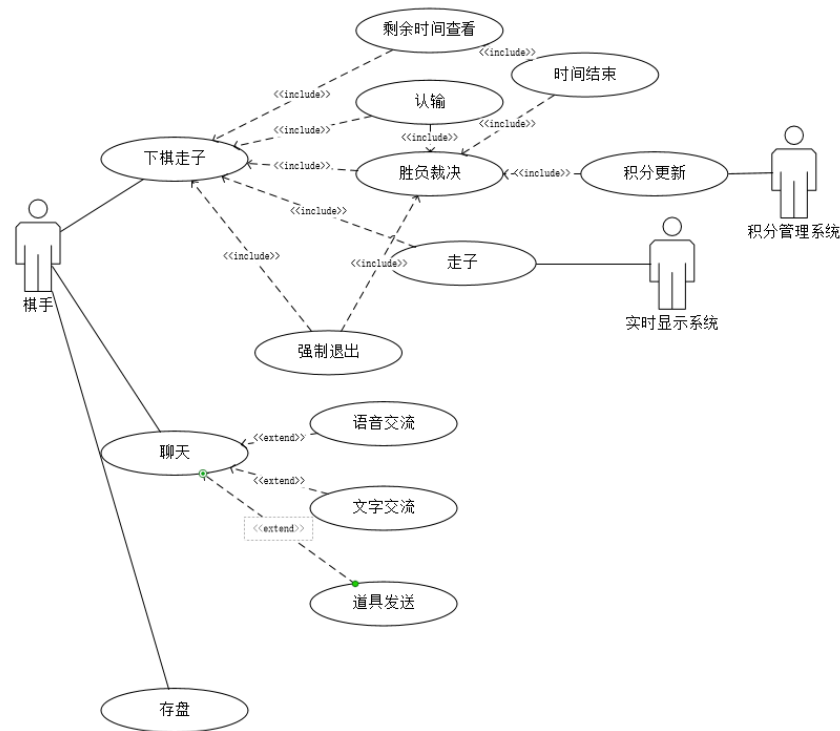 剩余时间查看
<<include>>
时间结束
<<include>>
认输
<<include>>
<<include>>
<<include>>
下棋走子
<<include>>
胜负裁决
<<include>>
积分更新
积分管理系统
<<include>>
走子
<<include>>
<<include>>
棋手
实时显示系统
强制退出
语音交流
<<extend>>
聊天
<<extend>>
文字交流
<<extend>>
道具发送
存盘